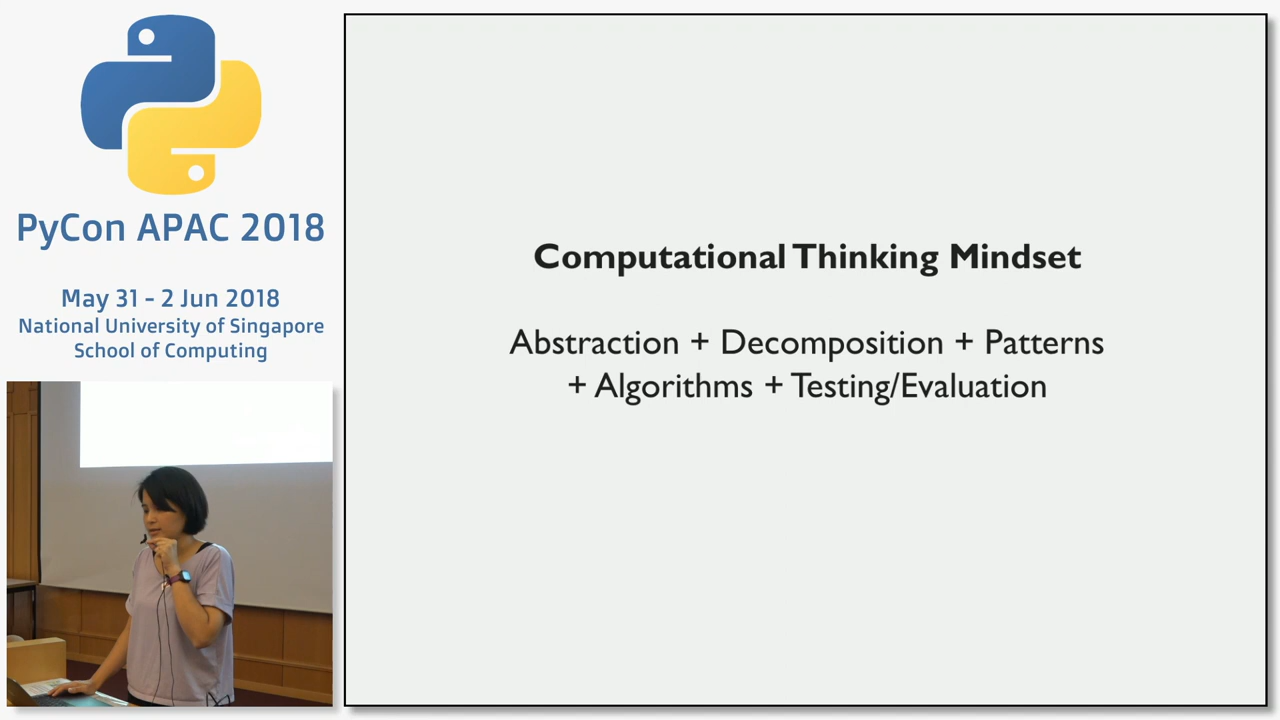 PyCon APAC 2018
May 31 - 2 Jun 2018
National University of Singapore
School of Computing
Computational Thinking Mindset
Abstraction + Decomposition + Patterns
+ Algorithms + Testing/Evaluation